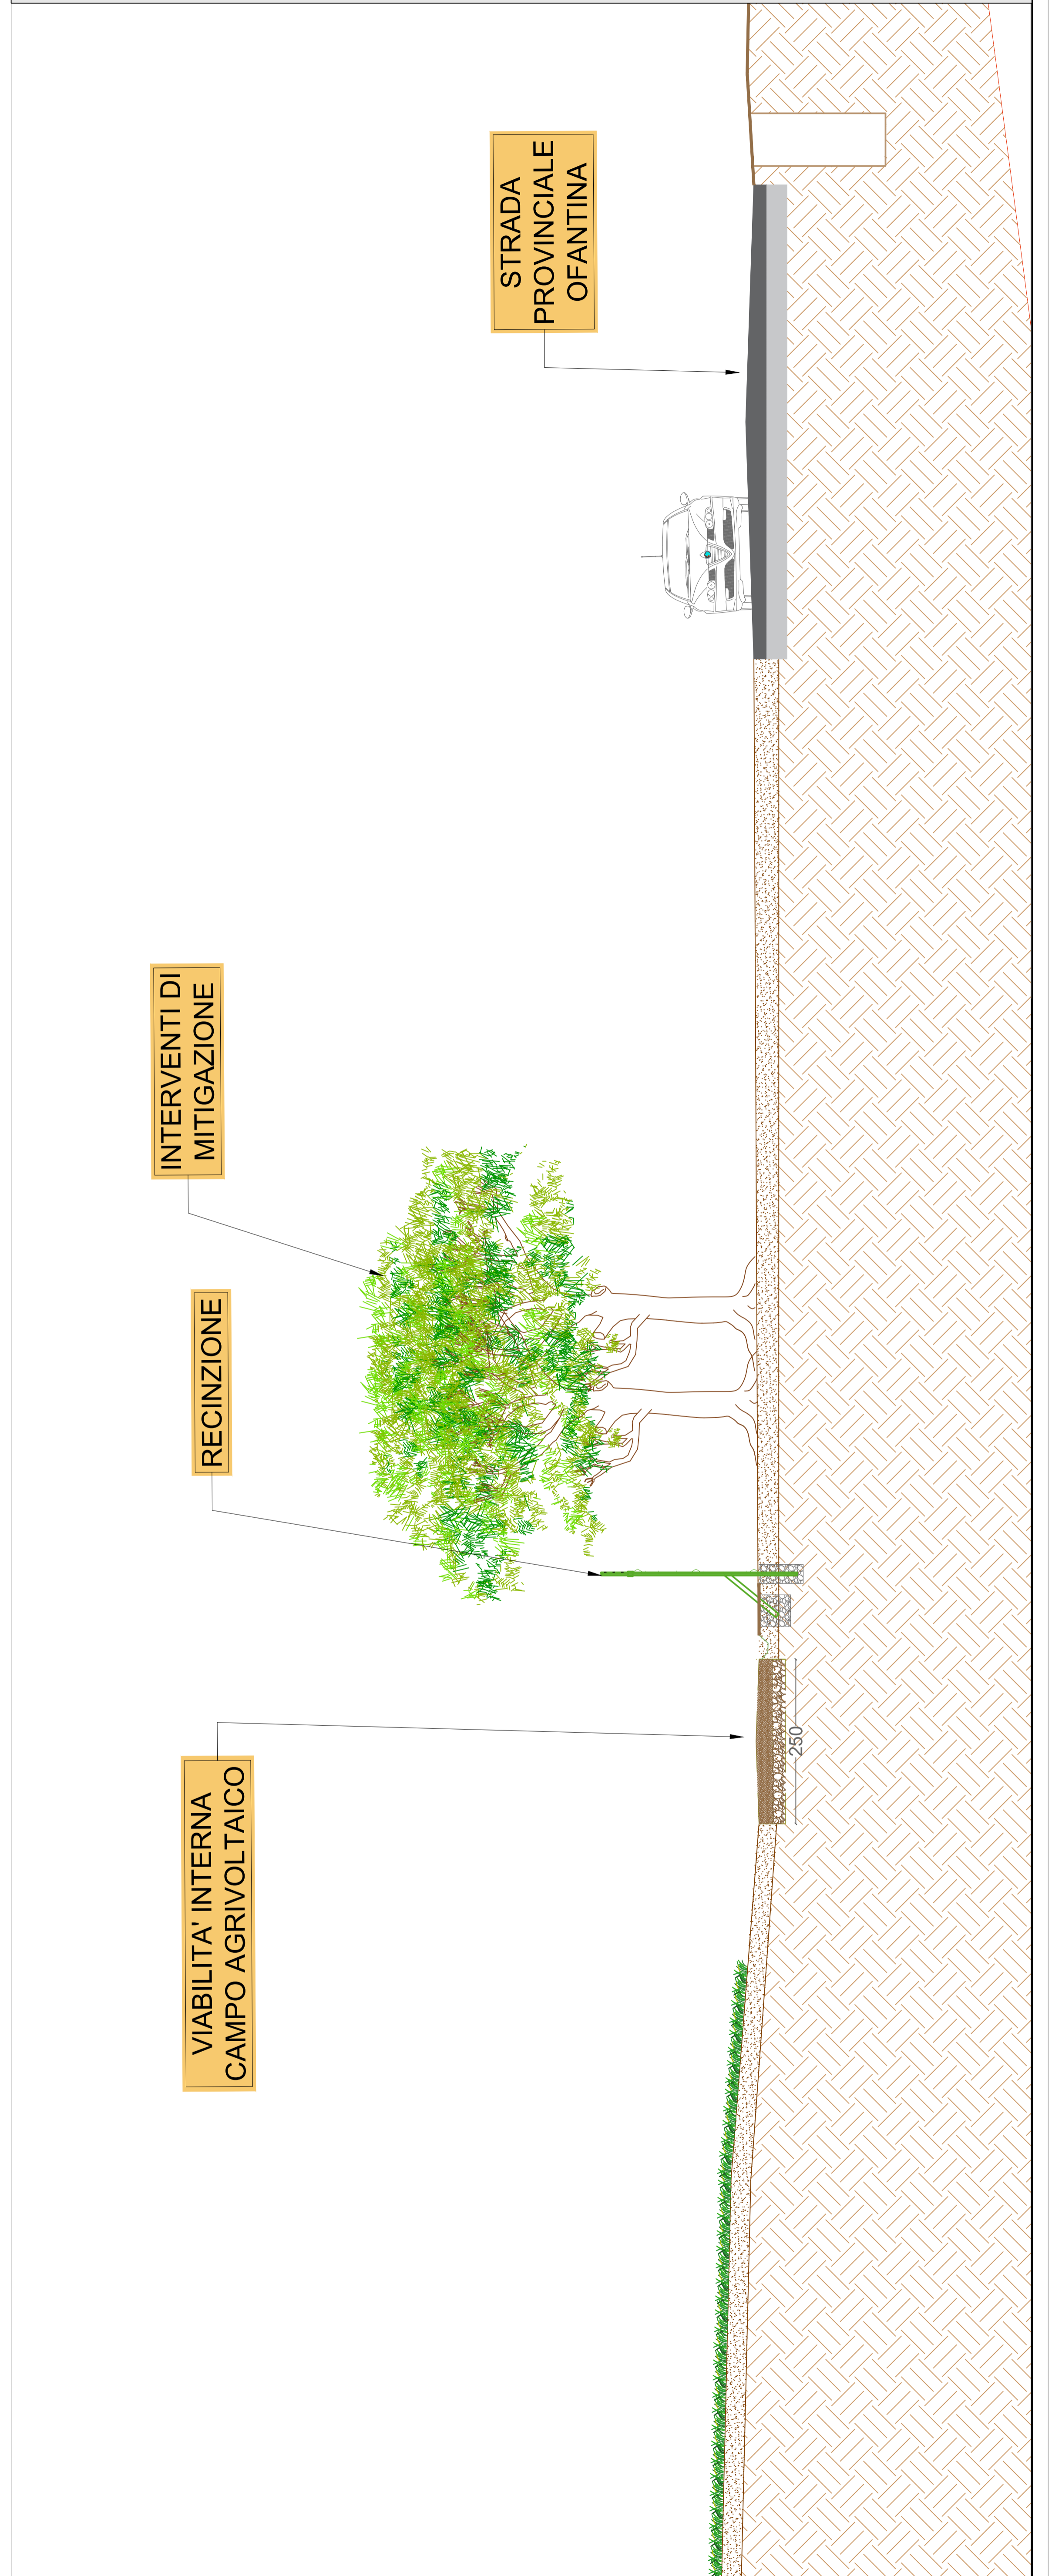 VIABILITA' INTERNA
CAMPO AGRIVOLTAICO
RECINZIONE
INTERVENTI DI
MITIGAZIONE
STRADA
PROVINCIALE
OFANTINA
250